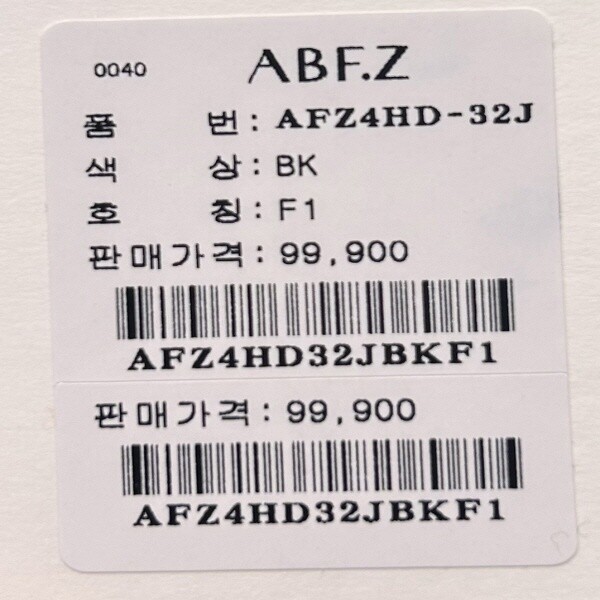 0040 ABF.Z
품 번 : AFZ4HD-32J
색 상 : BK
호 칭 : F1
판매가격 : 99,900
AFZ4HD32JBKF1
판매가격 : 99,900
AFZ4HD32JBKF1